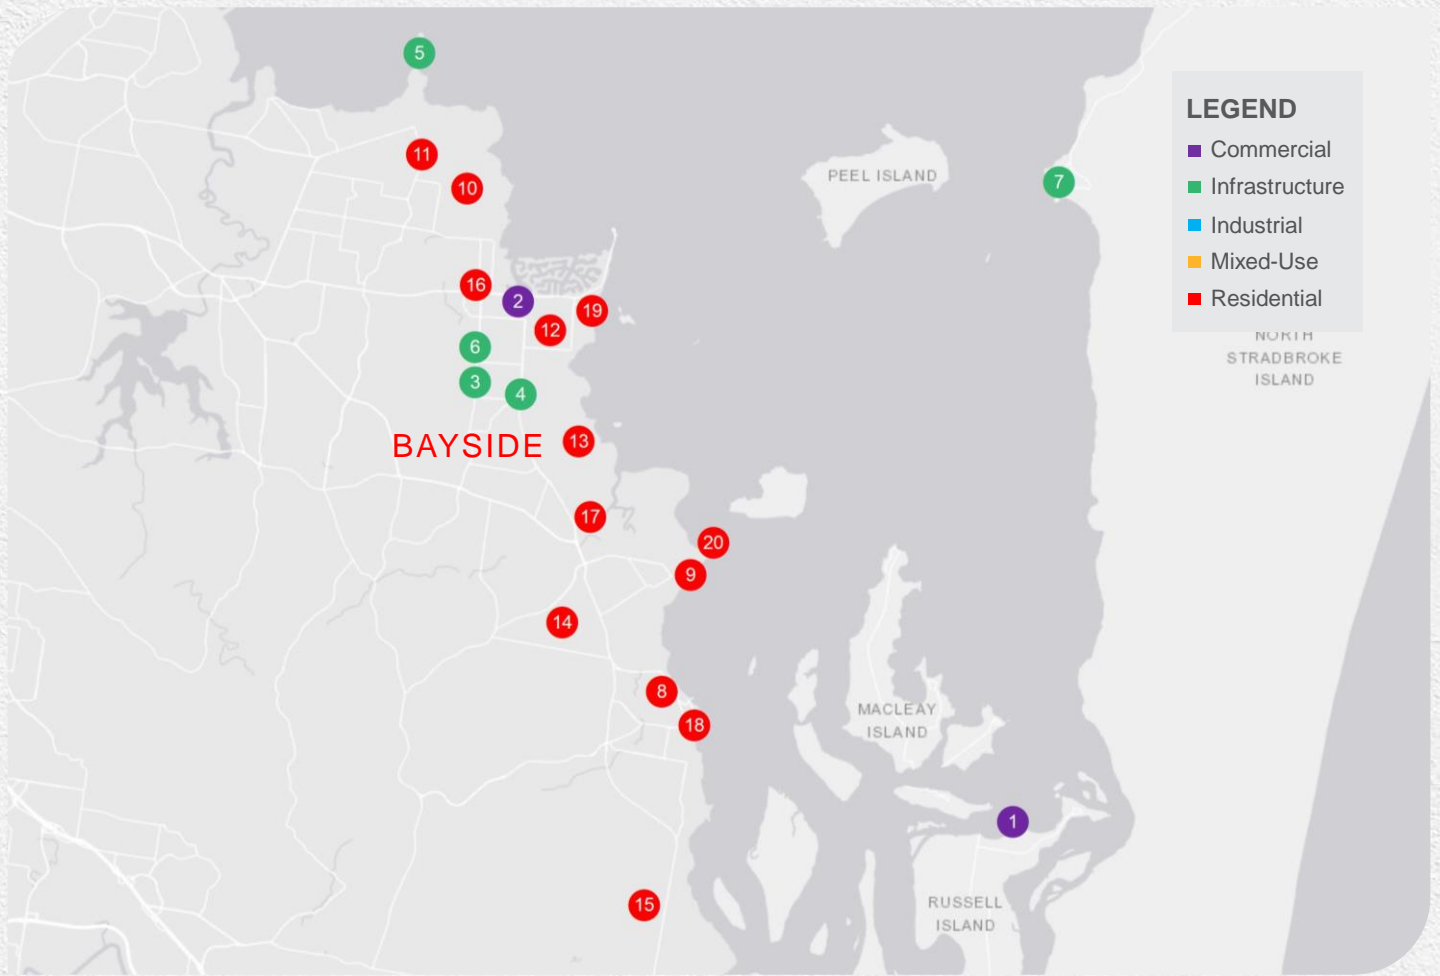 5
11
10
PEEL ISLAND
7
LEGEND
Commercial
Infrastructure
Industrial
Mixed-Use
Residential
16
2
19
12
6
3
4
NORTH
STRADBROKE
ISLAND
BAYSIDE
13
17
20
9
14
8
18
MACLEAY
ISLAND
1
15
RUSSELL
ISLAND